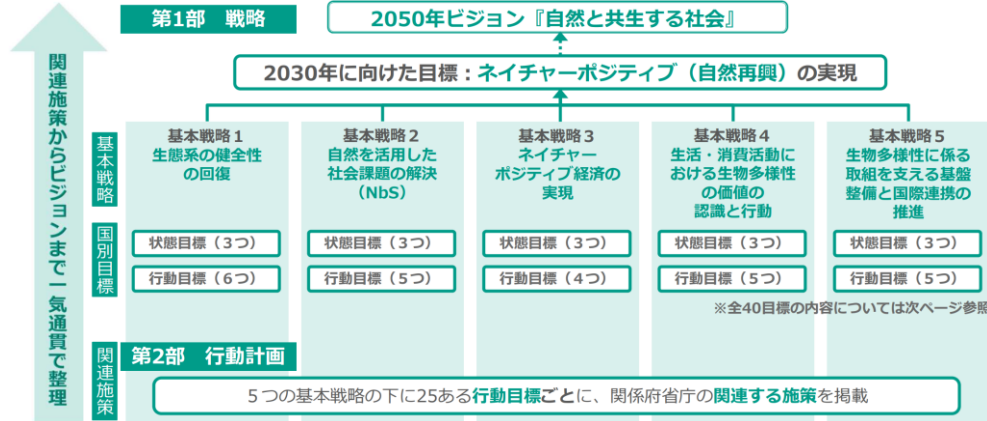 関連施策からビジョンまで一気通貫で整理
第1部 戦略
2050年ビジョン『自然と共生する社会』
2030年に向けた目標：ネイチャーポジティブ（自然再興）の実現
基本戦略
基本戦略１
生態系の健全性
の回復
基本戦略２
自然を活用した
社会課題の解決
（NbS）
基本戦略３
ネイチャー
ポジティブ経済の
実現
基本戦略４
生活・消費活動に
おける生物多様性
の価値の
認識と行動
基本戦略５
生物多様性に係る
取組を支える基盤
整備と国際連携の
推進
国別目標
状態目標（３つ）
状態目標（３つ）
状態目標（３つ）
状態目標（３つ）
状態目標（３つ）
行動目標（６つ）
行動目標（５つ）
行動目標（４つ）
行動目標（５つ）
行動目標（５つ）
※全40目標の内容については次ページ参照
関連施策
第2部 行動計画
５つの基本戦略の下に25ある行動目標ごとに、関係府省庁の関連する施策を掲載